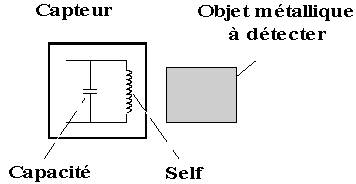 Capteur
Objet métallique
à détecter
Capacité
Self